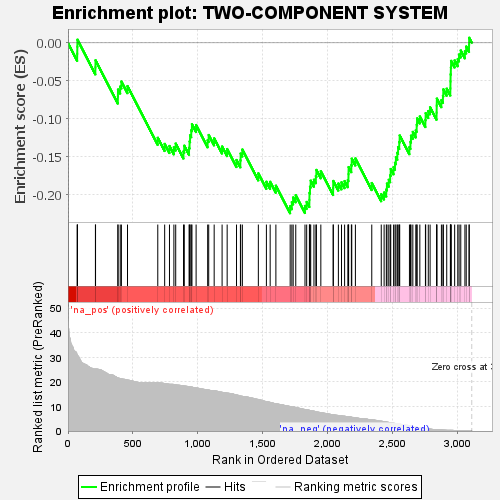 Enrichment plot: TWO-COMPONENT SYSTEM
Enrichment score (ES)
0.00
-0.05
-0.10
-0.15
-0.20
'na_pos' (positively correlated)
Ranked list metric (PreRanked)
50
40
30
20
10
0
Zero cross at 3
'na_neg' (negatively correlated)
0
500
1,000
1,500
2,000
2,500
3,000
Rank in Ordered Dataset
Enrichment profile
Hits
Ranking metric scores